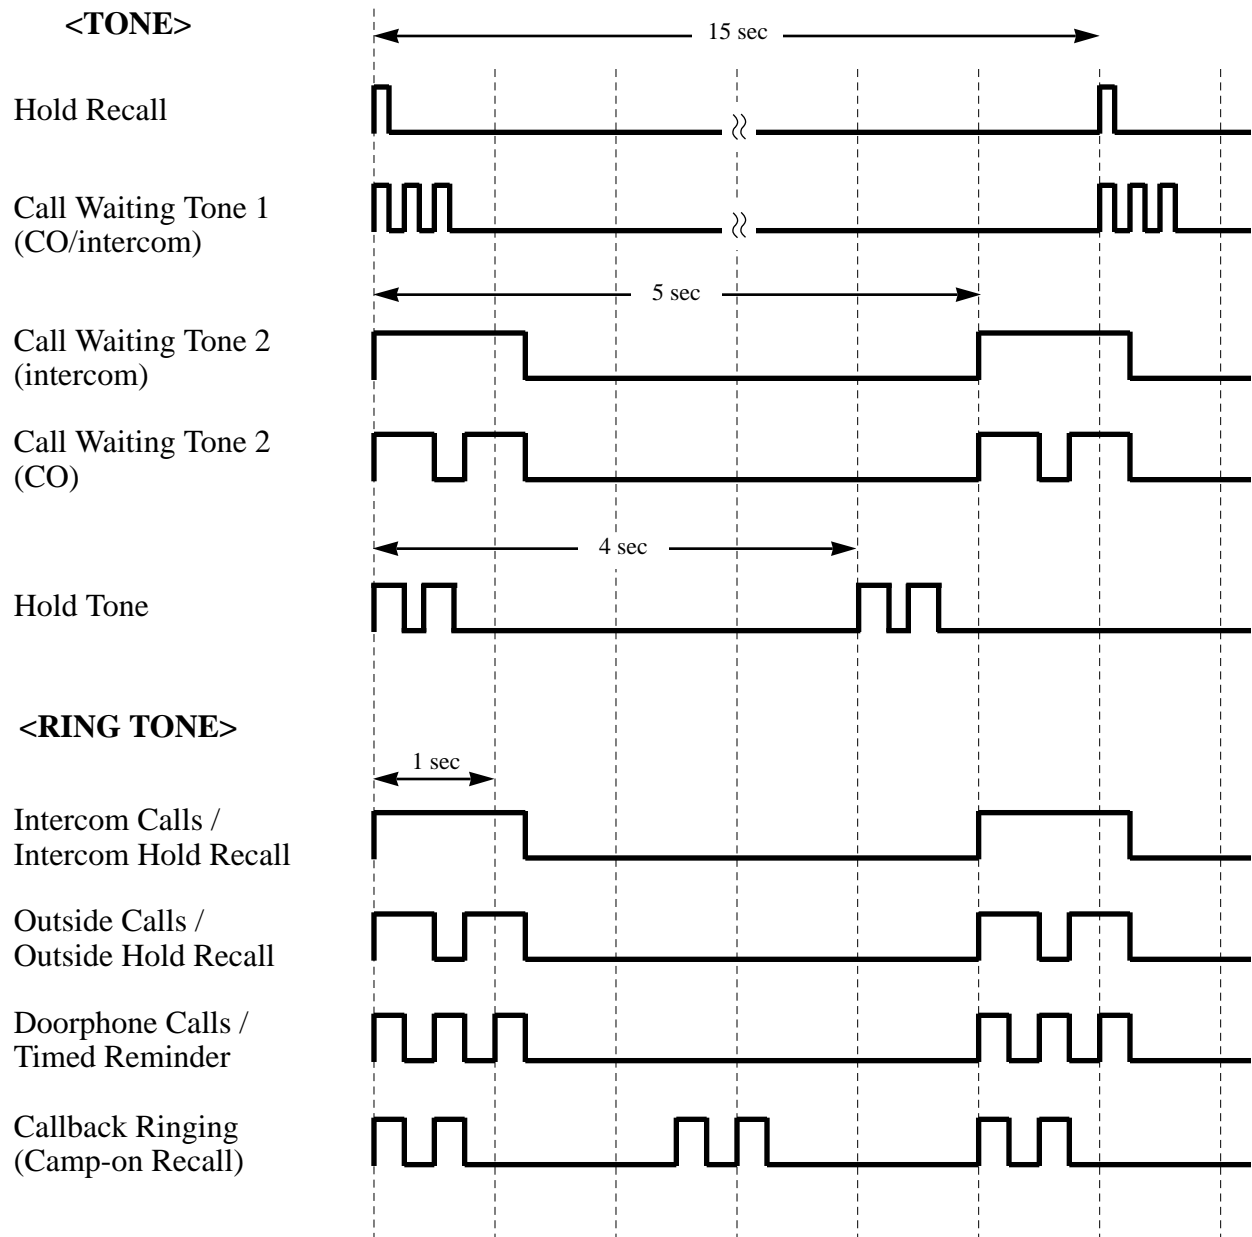 <TONE>
15 sec
Hold Recall
Call Waiting Tone 1
(CO/intercom)
5 sec
Call Waiting Tone 2
(intercom)
Call Waiting Tone 2
(CO)
4 sec
Hold Tone
<RING TONE>
1 sec
Intercom Calls /
Intercom Hold Recall
Outside Calls /
Outside Hold Recall
Doorphone Calls /
Timed Reminder
Callback Ringing
(Camp-on Recall)